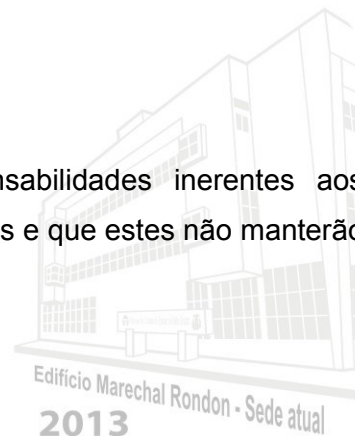 nsabilidades inerentes aos
s e que estes não manterão
Edifício Marechal Rondon - Sede atual
2013